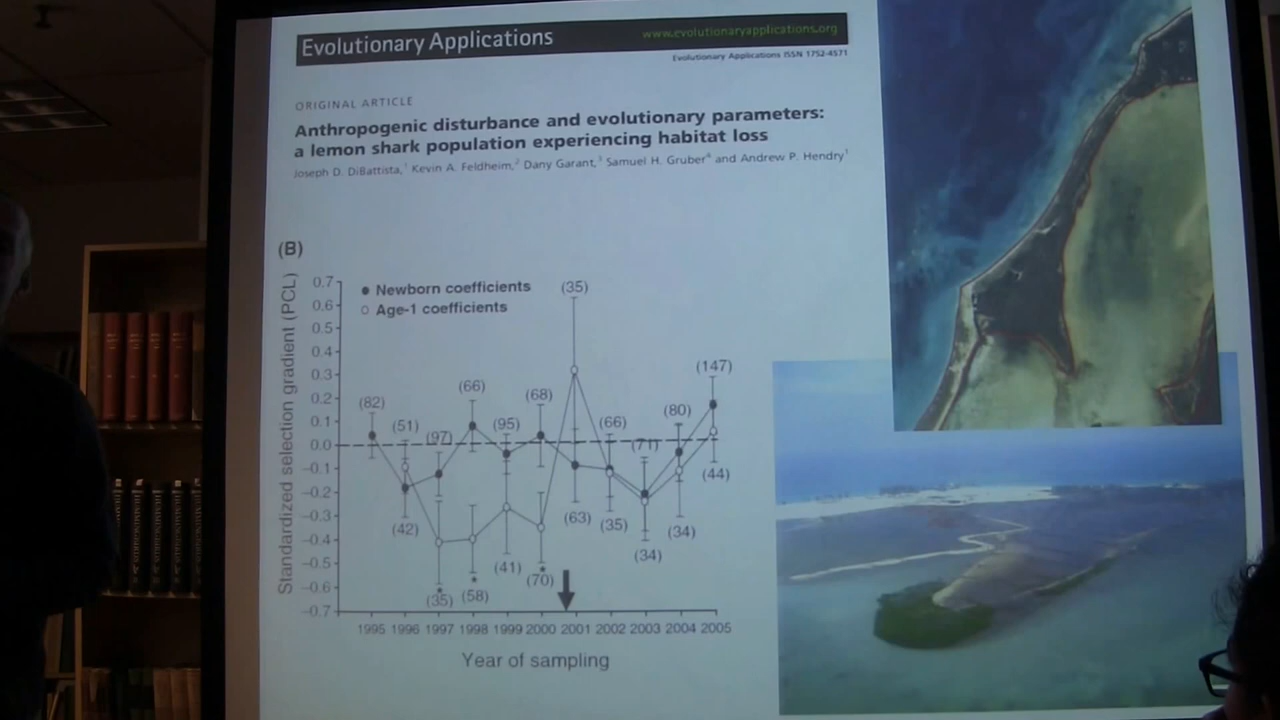 Evolutionary Applications
www.evolutionaryapplications.org
Evolutionary Applications ISSN 1752-4571
ORIGINAL ARTICLE
Anthropogenic disturbance and evolutionary parameters:
a lemon shark population experiencing habitat loss
Joseph D. DiBattista,¹ Kevin A. Feldheim,² Dany Garant,³ Samuel H. Gruber⁴ and Andrew P. Hendry¹
(B)
Standardized selection gradient (PCL)
0.7
0.6
0.5
0.4
0.3
0.2
0.1
0.0
−0.1
−0.2
−0.3
−0.4
−0.5
−0.6
−0.7
Newborn coefficients
Age-1 coefficients
(82)
(51)
(97)
(66)
(95)
(68)
(35)
(66)
(71)
(80)
(147)
(42)
(35)
(58)
(41)
(70)
(63)
(35)
(34)
(34)
(44)
1995 1996 1997 1998 1999 2000 2001 2002 2003 2004 2005
Year of sampling